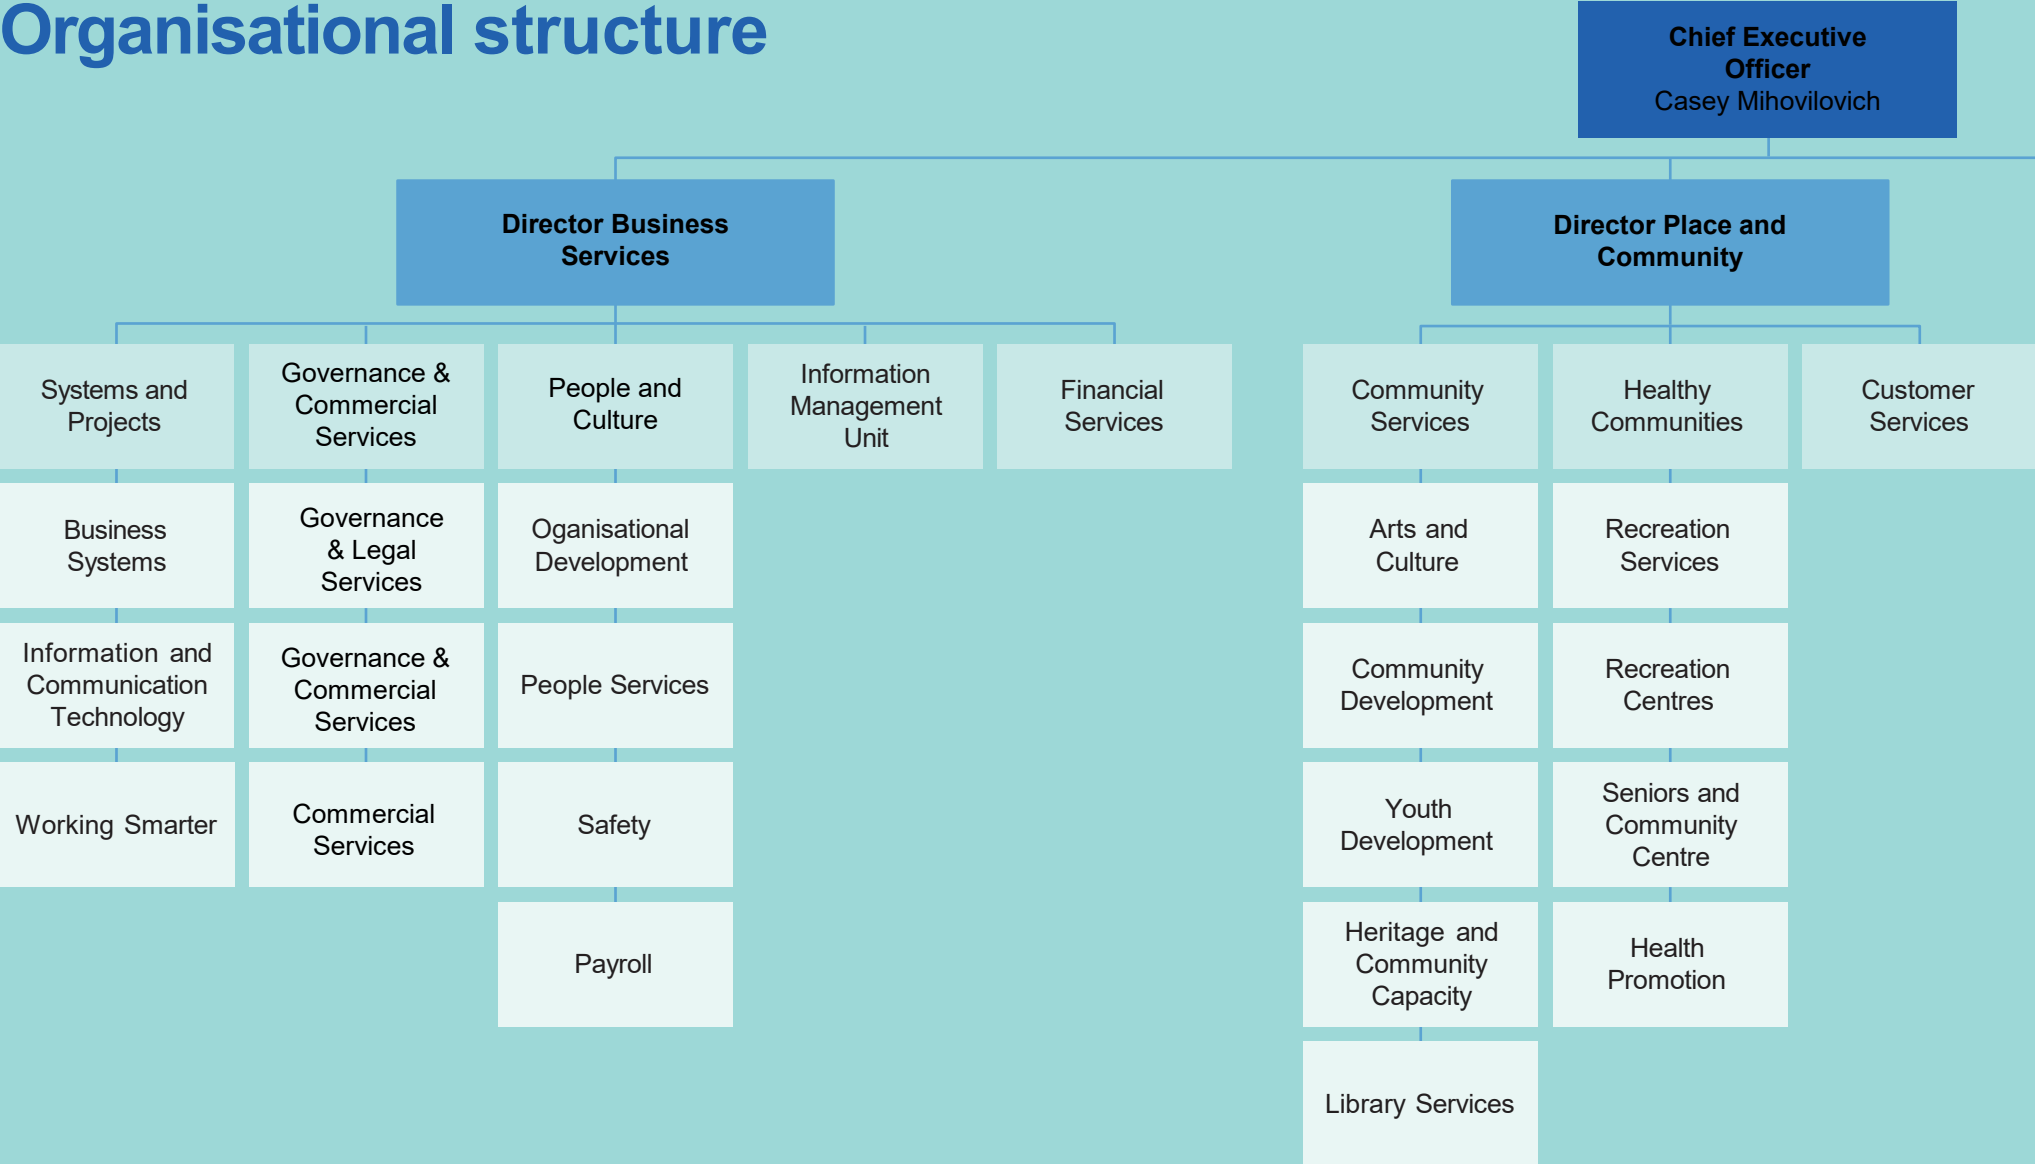 Organisational structure
Chief Executive
Officer
Casey Mihovilovich
Director Business
Services
Director Place and
Community
Systems and
Projects
Governance &
Commercial
Services
People and
Culture
Information
Management
Unit
Financial
Services
Community
Services
Healthy
Communities
Customer
Services
Business
Systems
Governance
& Legal
Services
Oganisational
Development
Arts and
Culture
Recreation
Services
Information and
Communication
Technology
Governance &
Commercial
Services
People Services
Community
Development
Recreation
Centres
Working Smarter
Commercial
Services
Safety
Youth
Development
Seniors and
Community
Centre
Payroll
Heritage and
Community
Capacity
Health
Promotion
Library Services